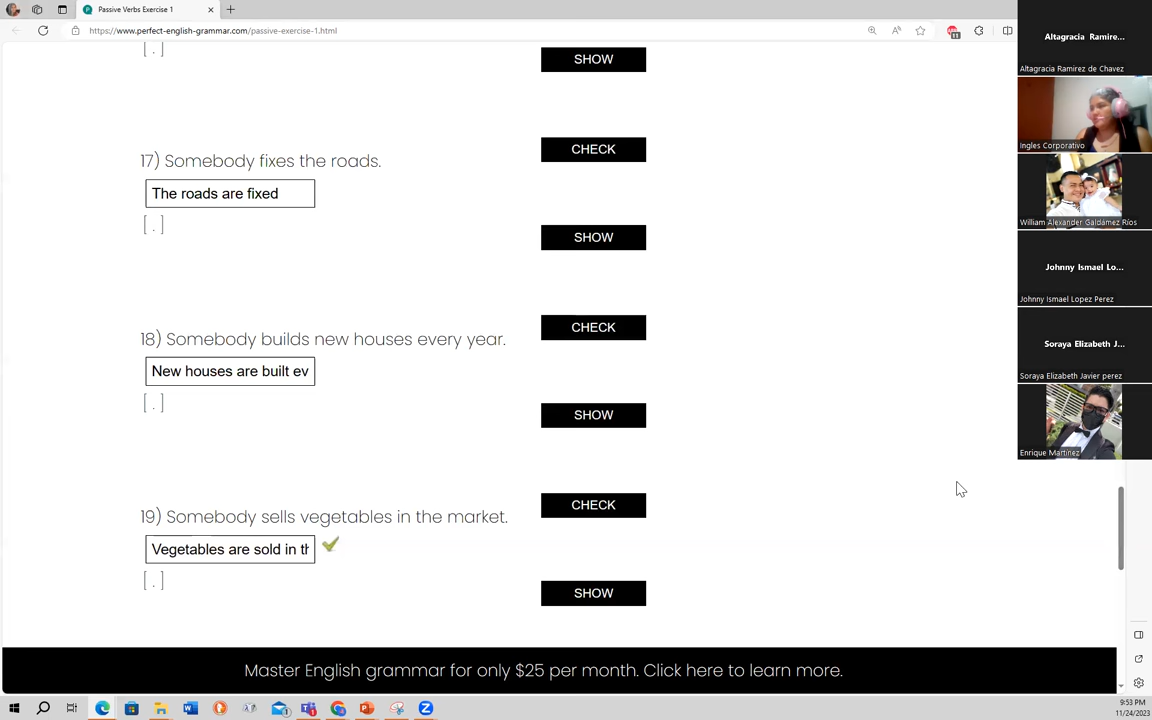 Passive Verbs Exercise 1
https://www.perfect-english-grammar.com/passive-exercise-1.html
11
[ . ]
SHOW
CHECK
17) Somebody fixes the roads.
The roads are fixed
[ . ]
SHOW
CHECK
18) Somebody builds new houses every year.
New houses are built ev
[ . ]
SHOW
CHECK
19) Somebody sells vegetables in the market.
Vegetables are sold in th
[ . ]
SHOW
Master English grammar for only $25 per month. Click here to learn more.
Altagracia Ramire...
Altagracia Ramirez de Chavez
Ingles Corporativo
William Alexander Galdámez Ríos
Johnny Ismael Lo...
Johnny Ismael Lopez Perez
Soraya Elizabeth J...
Soraya Elizabeth Javier perez
Enrique Martinez
9:53 PM
11/24/2023